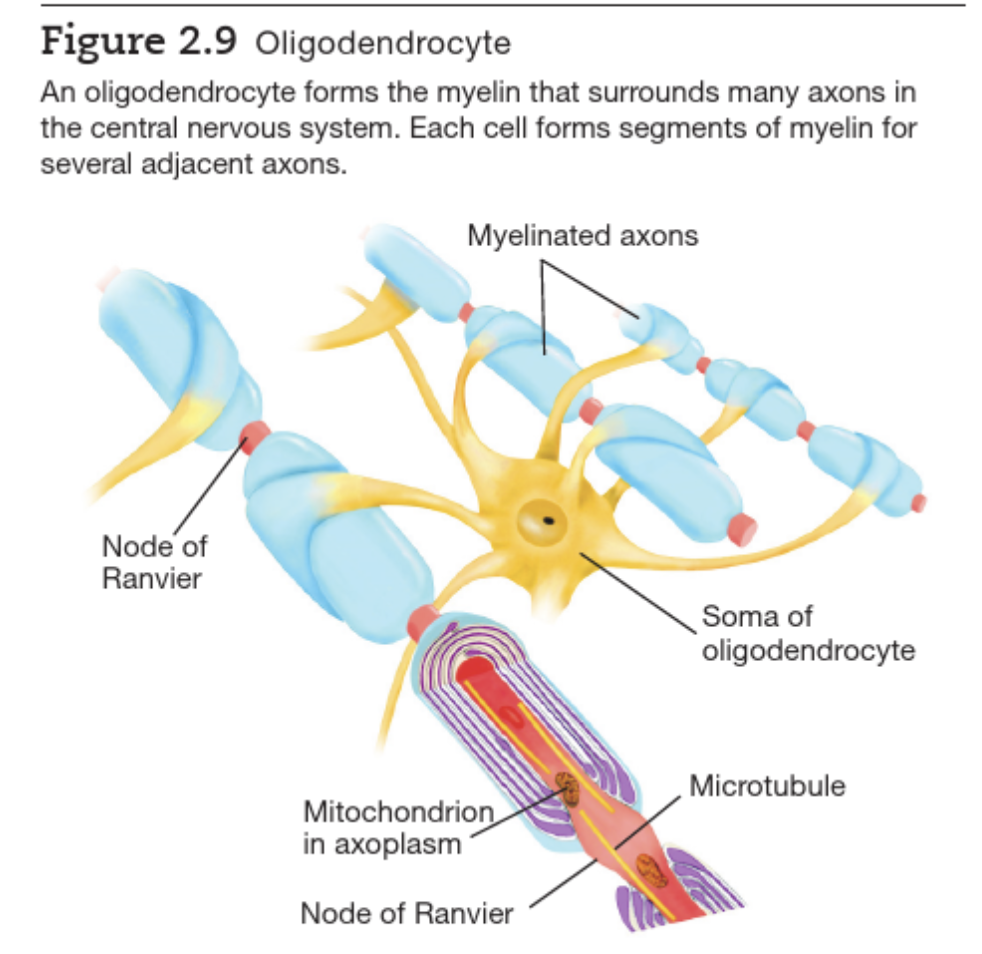 Figure 2.9 Oligodendrocyte
An oligodendrocyte forms the myelin that surrounds many axons in
the central nervous system. Each cell forms segments of myelin for
several adjacent axons.
Myelinated axons
Node of
Ranvier
Soma of
oligodendrocyte
Microtubule
Mitochondrion
in axoplasm
Node of Ranvier